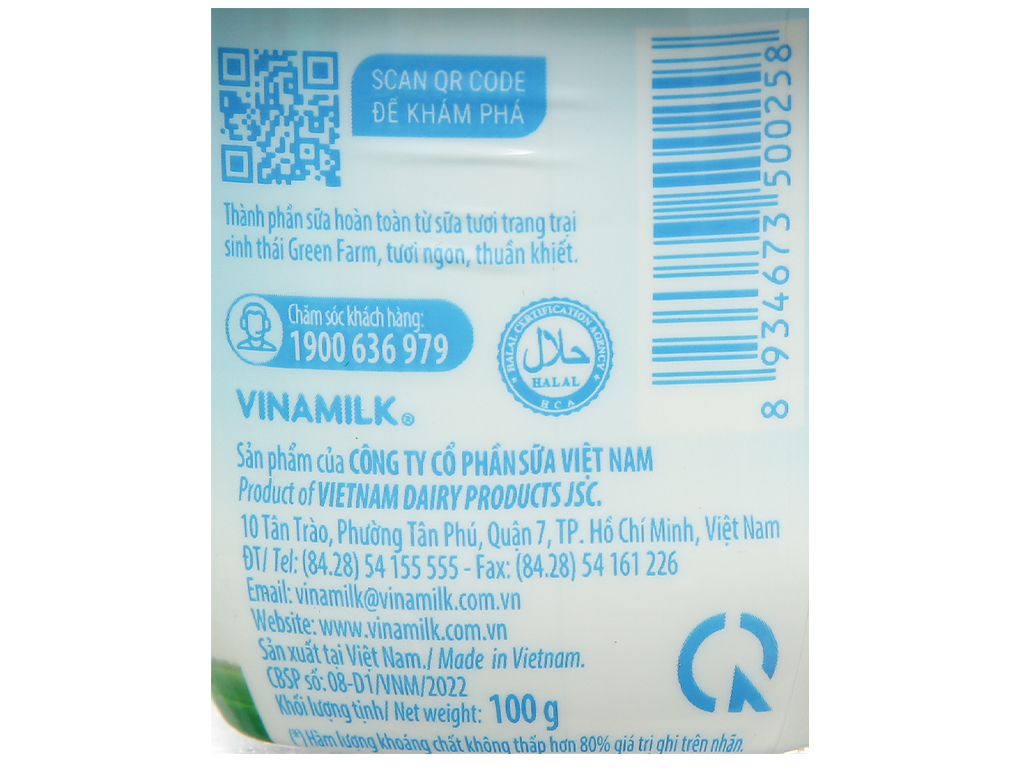 SCAN QR CODE
ĐỂ KHÁM PHÁ
Thành phần sữa hoàn toàn từ sữa tươi trang trại
sinh thái Green Farm, tươi ngon, thuần khiết.
Chăm sóc khách hàng:
1900 636 979
HALAL CERTIFICATION AGENCY
حلال
HALAL
HCA
VINAMILK®
Sản phẩm của CÔNG TY CỔ PHẦN SỮA VIỆT NAM
Product of VIETNAM DAIRY PRODUCTS JSC.
10 Tân Trào, Phường Tân Phú, Quận 7, TP. Hồ Chí Minh, Việt Nam
ĐT/ Tel: (84.28) 54 155 555 - Fax: (84.28) 54 161 226
Email: vinamilk@vinamilk.com.vn
Website: www.vinamilk.com.vn
Sản xuất tại Việt Nam./ Made in Vietnam.
CBSP số: 08-D1/VNM/2022
Khối lượng tịnh/ Net weight: 100 g
(*) Hàm lượng khoáng chất không thấp hơn 80% giá trị ghi trên nhãn.
8 934673 500258